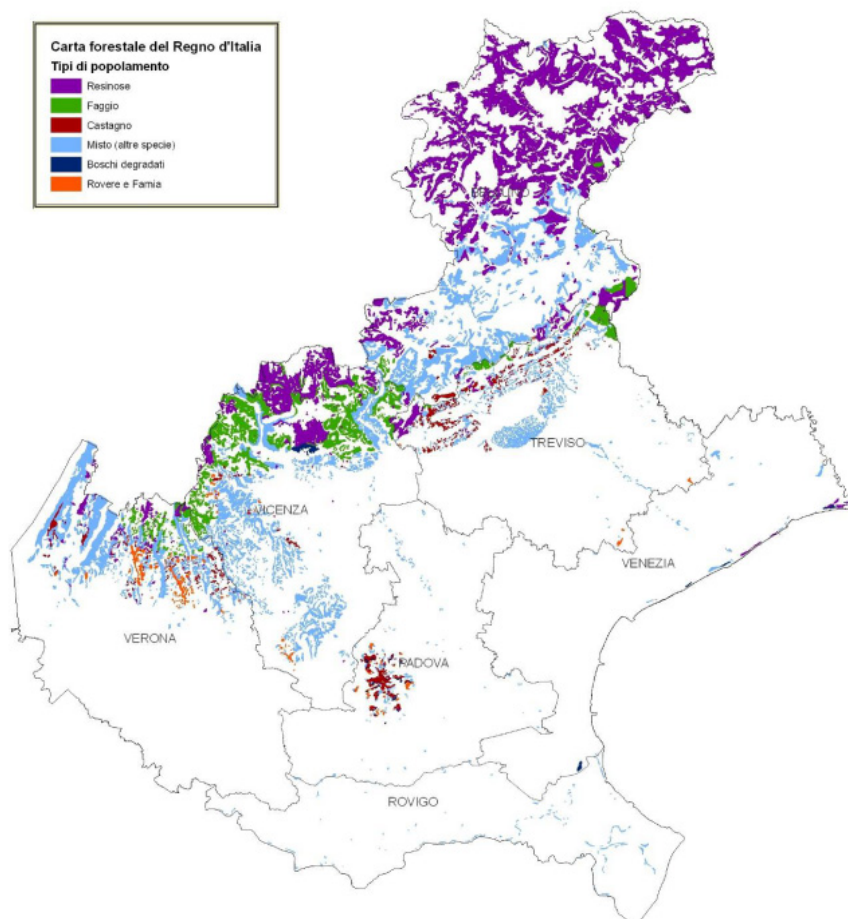 Carta forestale del Regno d'Italia
Tipi di popolamento
Resinose
Faggio
Castagno
Misto (altre specie)
Boschi degradati
Rovere e Farnia
BELLUNO
TREVISO
VICENZA
VENEZIA
VERONA
PADOVA
ROVIGO